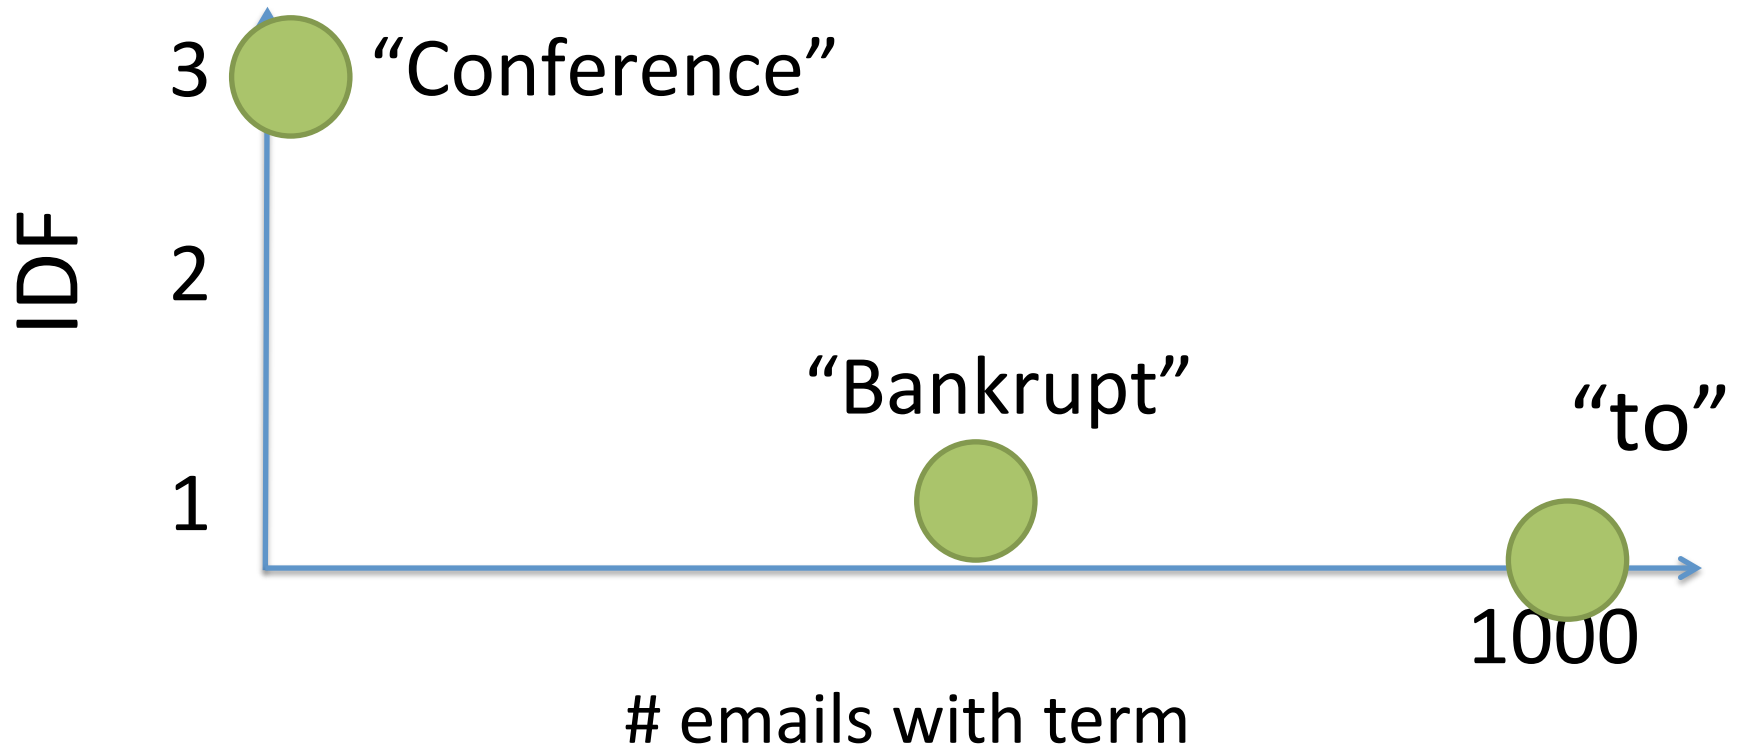 3
“Conference”
IDF
2
“Bankrupt”
“to”
1
1000
# emails with term